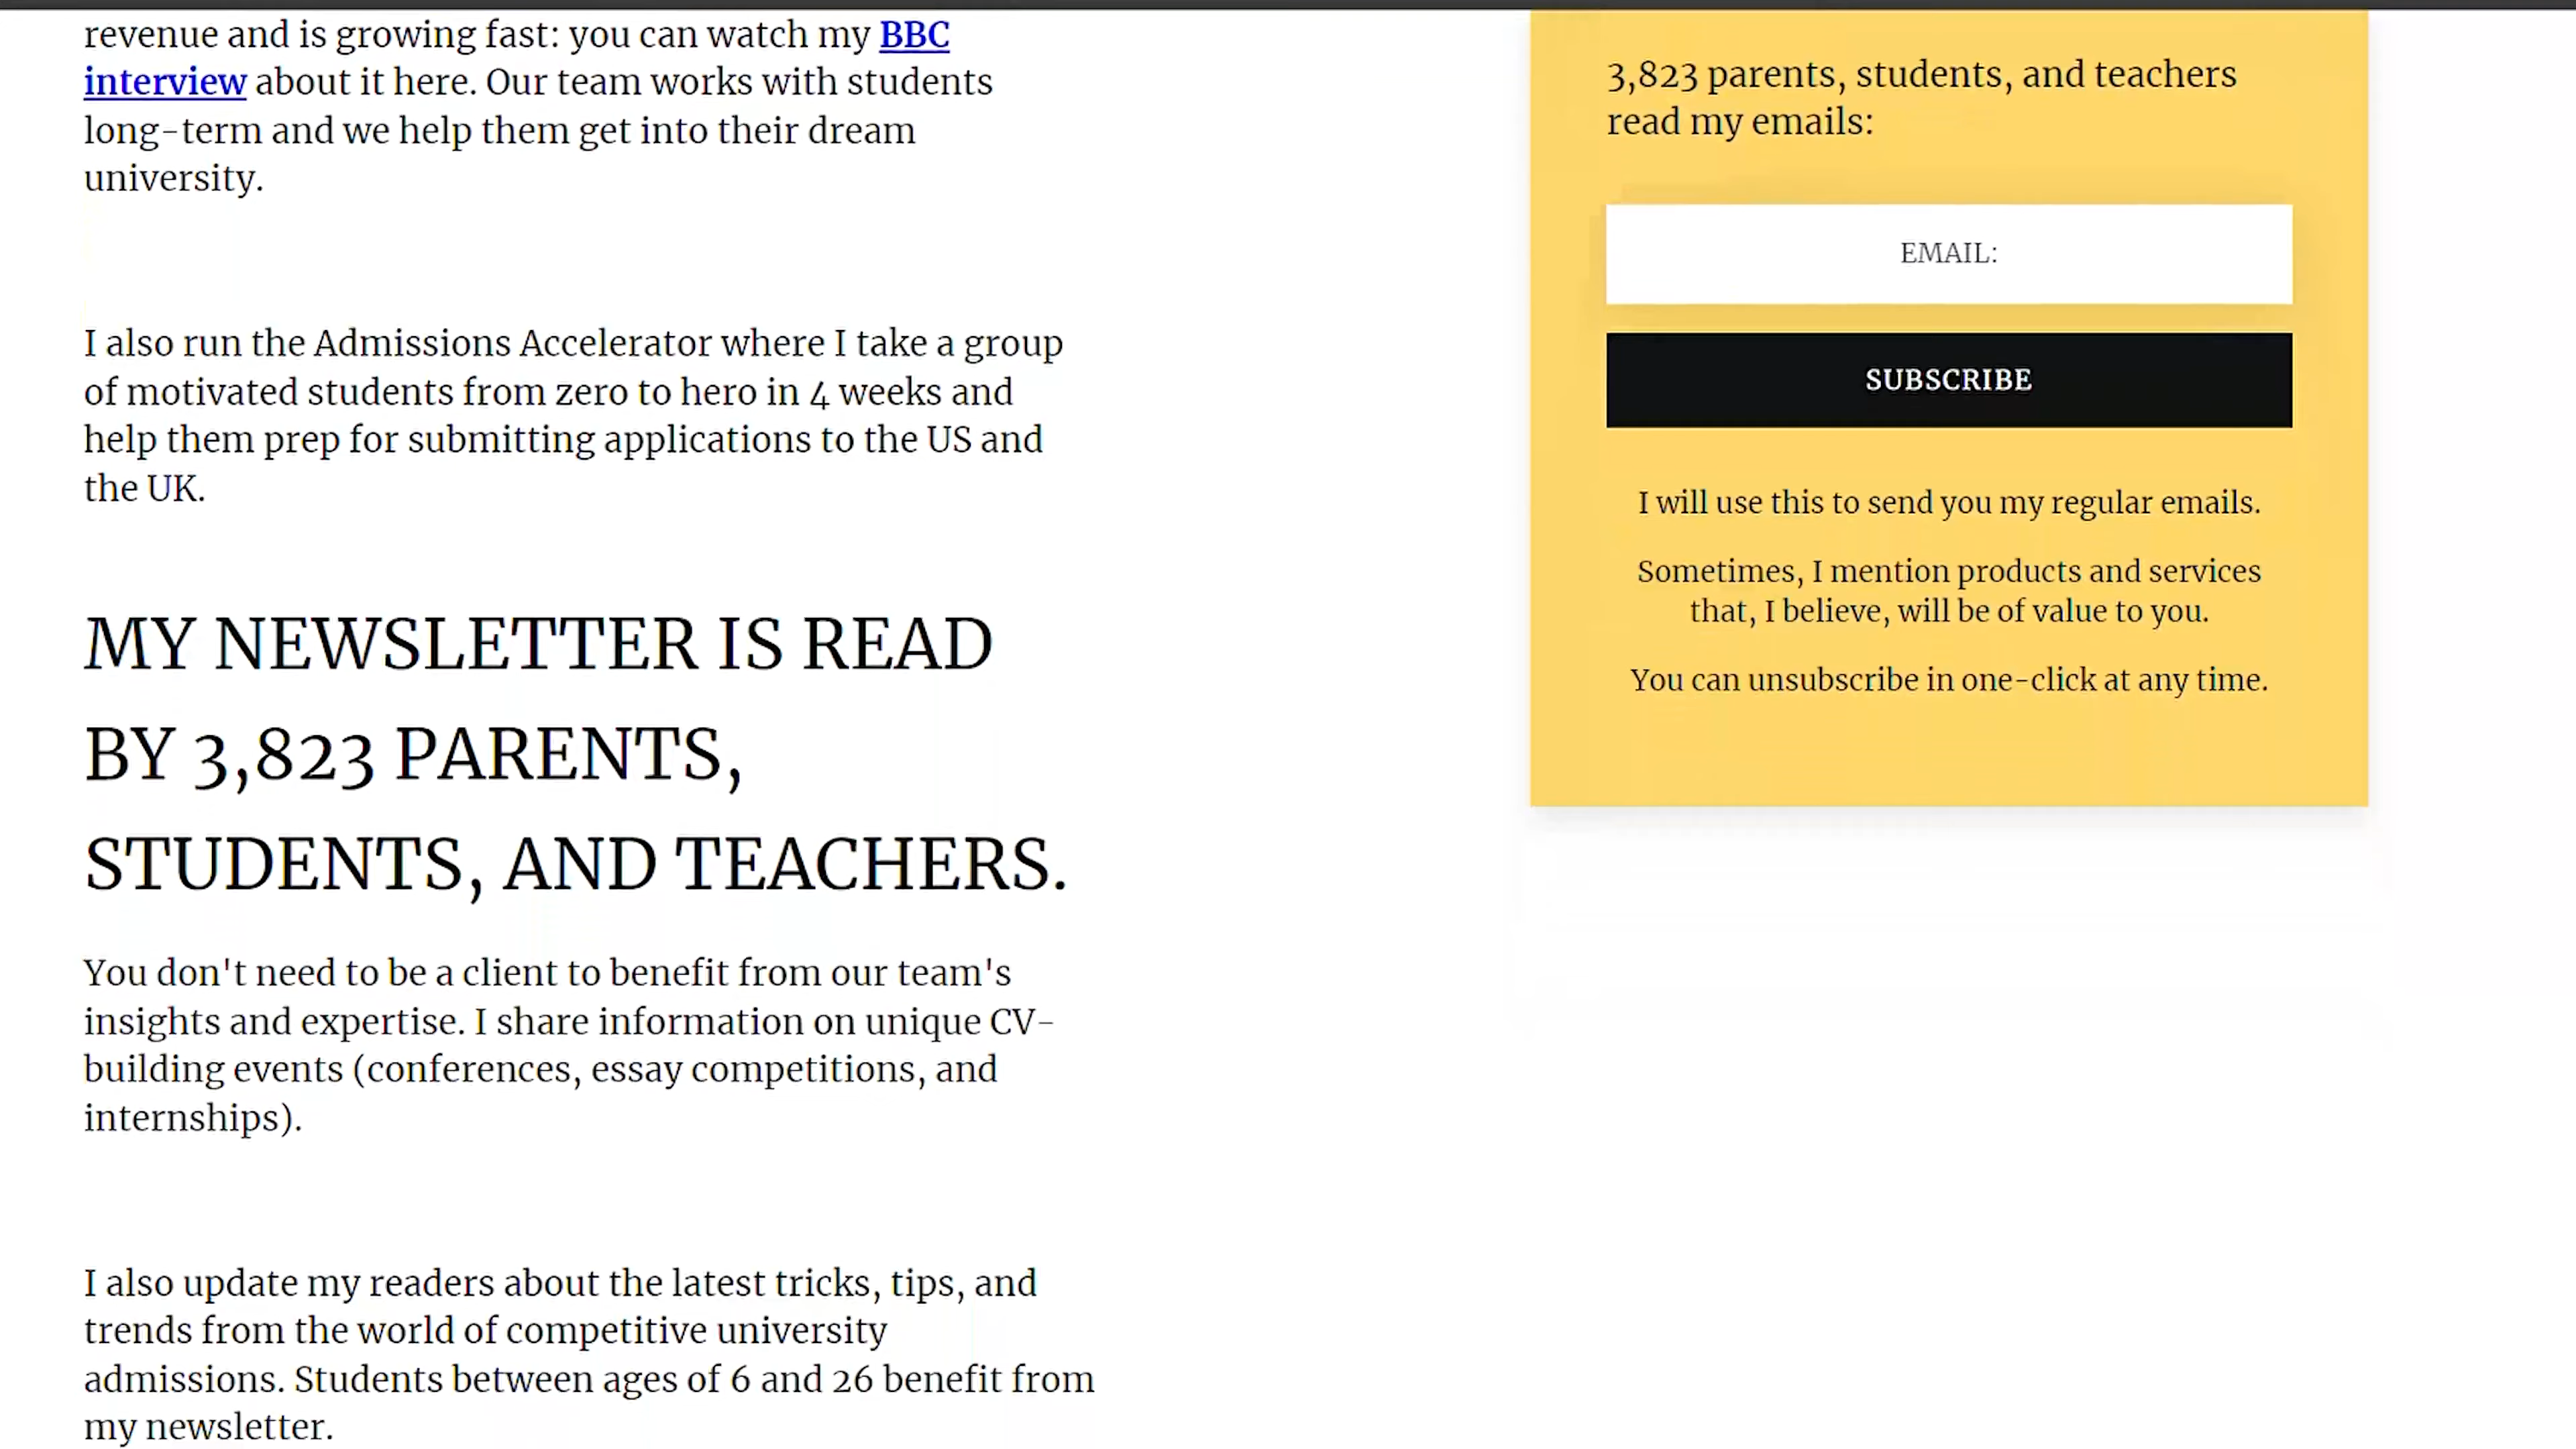 revenue and is growing fast: you can watch my BBC
interview about it here. Our team works with students
long-term and we help them get into their dream
university.
I also run the Admissions Accelerator where I take a group
of motivated students from zero to hero in 4 weeks and
help them prep for submitting applications to the US and
the UK.
MY NEWSLETTER IS READ
BY 3,823 PARENTS,
STUDENTS, AND TEACHERS.
You don't need to be a client to benefit from our team's
insights and expertise. I share information on unique CV-
building events (conferences, essay competitions, and
internships).
I also update my readers about the latest tricks, tips, and
trends from the world of competitive university
admissions. Students between ages of 6 and 26 benefit from
my newsletter.
3,823 parents, students, and teachers
read my emails:
EMAIL:
SUBSCRIBE
I will use this to send you my regular emails.
Sometimes, I mention products and services
that, I believe, will be of value to you.
You can unsubscribe in one-click at any time.